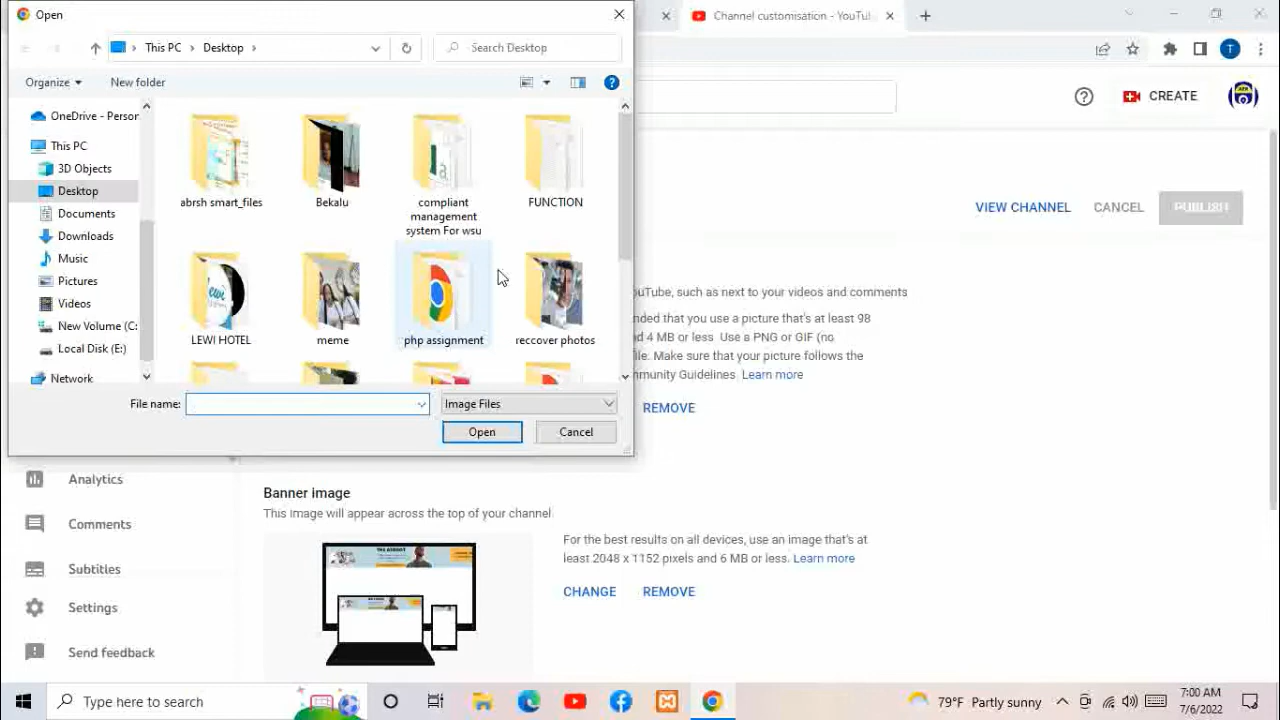 Open
Channel customisation - YouTu
This PC
Desktop
Search Desktop
Organize
New folder
OneDrive - Person
This PC
3D Objects
Desktop
Documents
Downloads
Music
Pictures
Videos
New Volume (C:
Local Disk (E:)
Network
abrsh smart_files
Bekalu
compliant
management
system For wsu
FUNCTION
LEWI HOTEL
meme
php assignment
reccover photos
File name:
Image Files
Open
Cancel
T
CREATE
VIEW CHANNEL
CANCEL
PUBLISH
ouTube, such as next to your videos and comments
nded that you use a picture that's at least 98
nd 4 MB or less. Use a PNG or GIF (no
file. Make sure that your picture follows the
mmunity Guidelines. Learn more
REMOVE
Analytics
Comments
Subtitles
Settings
Send feedback
Banner image
This image will appear across the top of your channel
For the best results on all devices, use an image that's at
least 2048 x 1152 pixels and 6 MB or less. Learn more
CHANGE
REMOVE
Type here to search
79°F Partly sunny
7:00 AM
7/6/2022